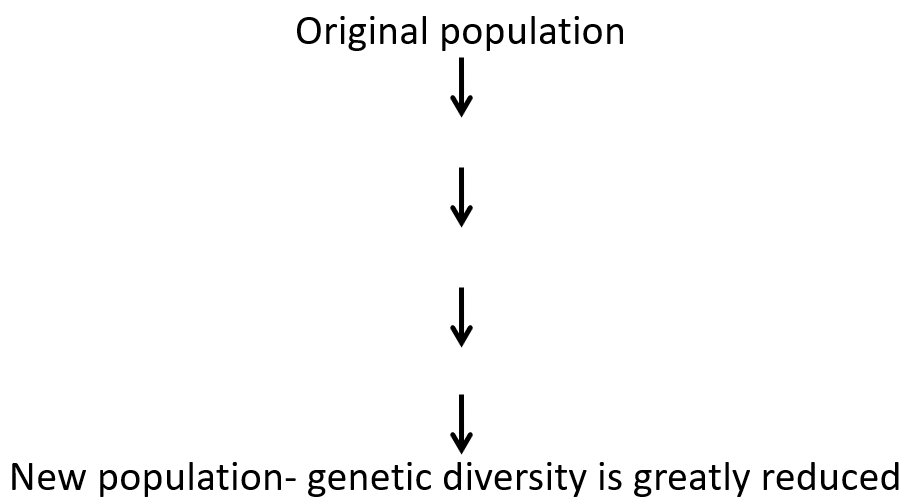 Original population
New population- genetic diversity is greatly reduced